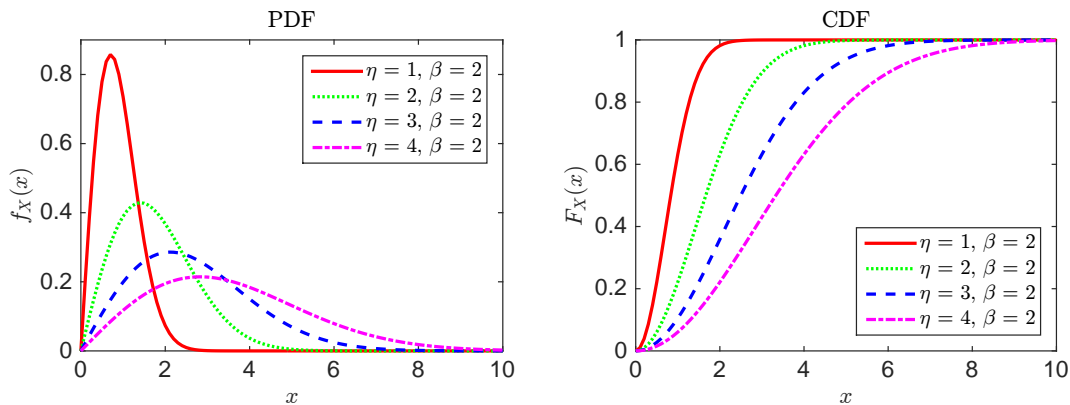 PDF
f_X(x)
0.8
0.6
0.4
0.2
0
η = 1, β = 2
η = 2, β = 2
η = 3, β = 2
η = 4, β = 2
0 2 4 6 8 10
x
CDF
F_X(x)
1
0.8
0.6
0.4
0.2
0
η = 1, β = 2
η = 2, β = 2
η = 3, β = 2
η = 4, β = 2
0 2 4 6 8 10
x